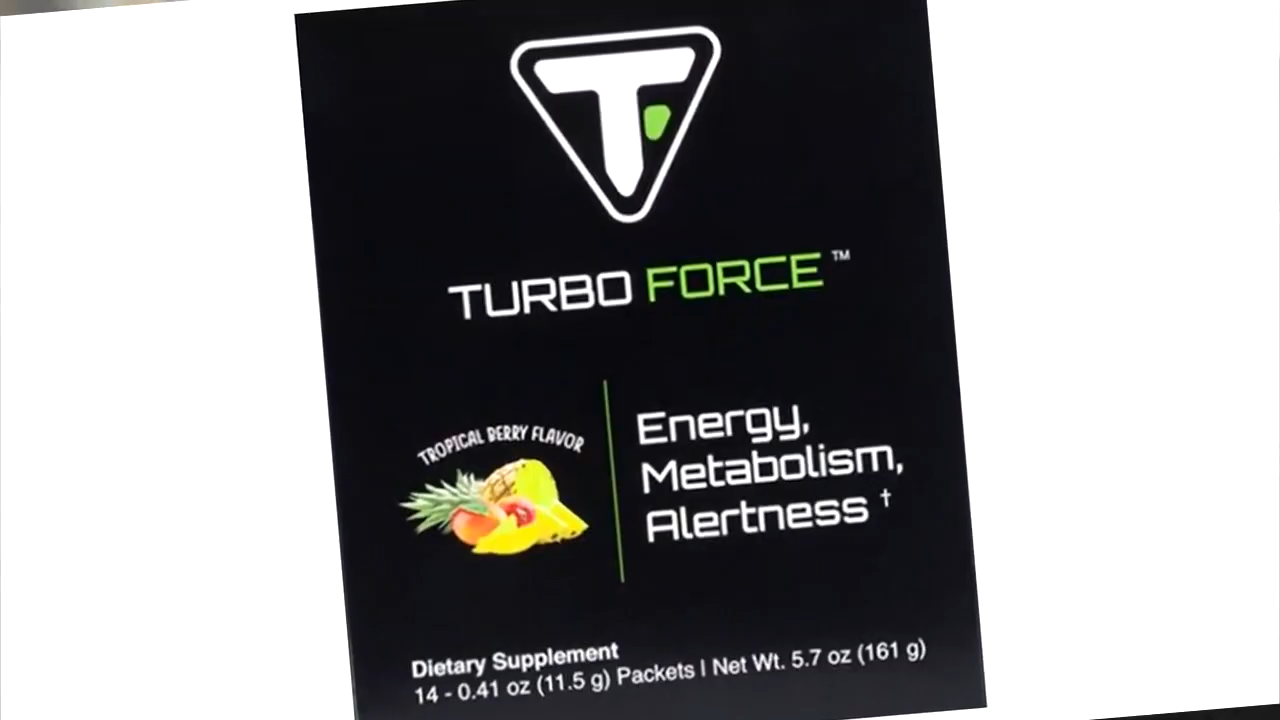 TURBO FORCE™
TROPICAL BERRY FLAVOR
Energy,
Metabolism,
Alertness †
Dietary Supplement
14 - 0.41 oz (11.5 g) Packets | Net Wt. 5.7 oz (161 g)